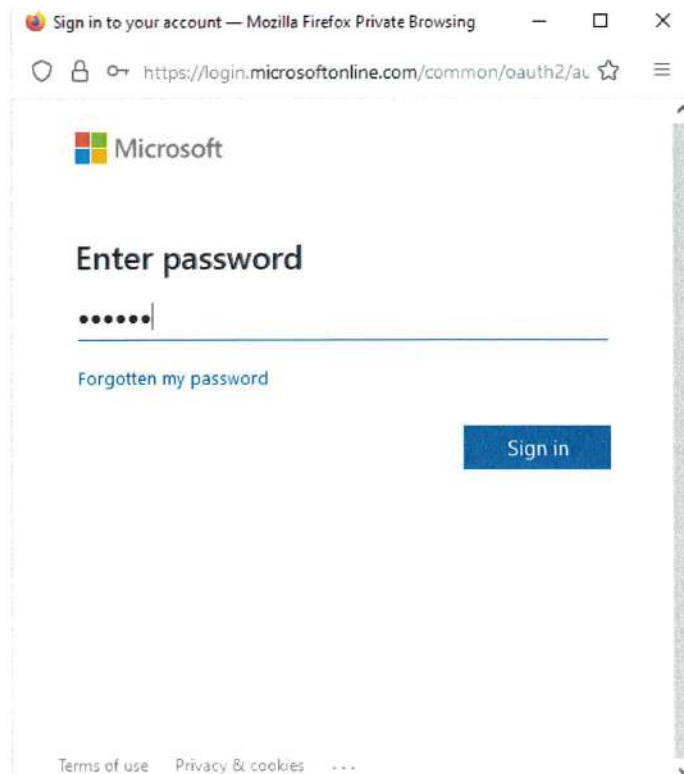 Sign in to your account — Mozilla Firefox Private Browsing
https://login.microsoftonline.com/common/oauth2/au
Microsoft
Enter password
••••••
Forgotten my password
Sign in
Terms of use Privacy & cookies ...